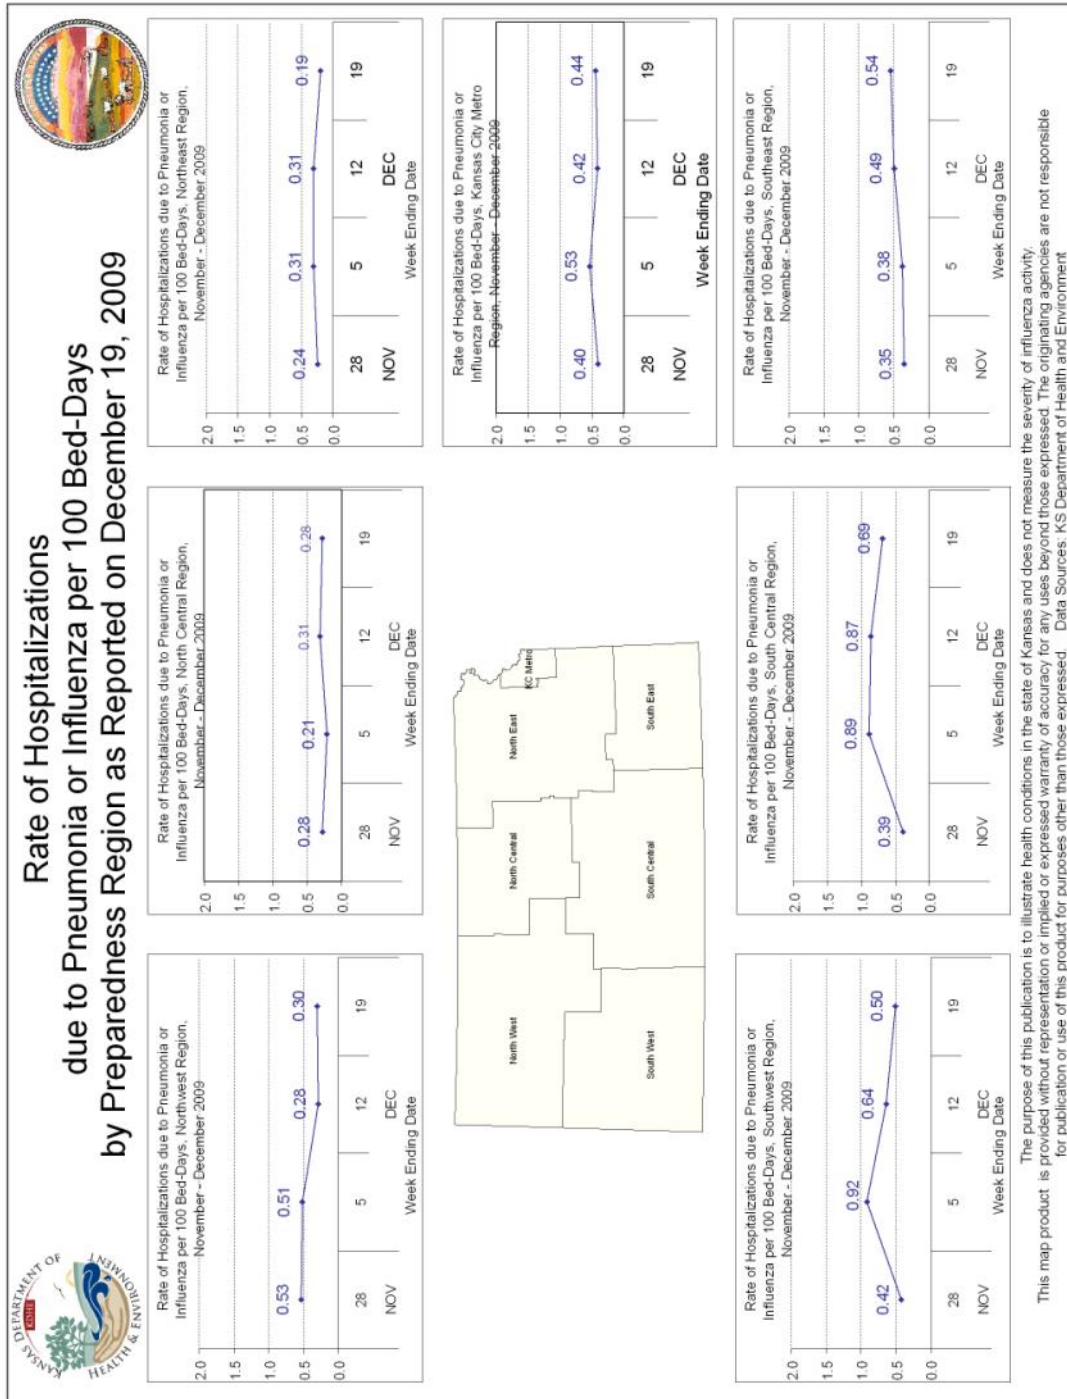 KANSAS DEPARTMENT OF
KDHE
HEALTH & ENVIRONMENT
Rate of Hospitalizations
due to Pneumonia or Influenza per 100 Bed-Days
by Preparedness Region as Reported on December 19, 2009
Rate of Hospitalizations due to Pneumonia or
Influenza per 100 Bed-Days, Northwest Region,
November - December 2009
2.0
1.5
1.0
0.5
0.0
0.53
0.51
0.28
0.30
28
5
12
19
NOV
DEC
Week Ending Date
Rate of Hospitalizations due to Pneumonia or
Influenza per 100 Bed-Days, North Central Region,
November - December 2009
2.0
1.5
1.0
0.5
0.0
0.28
0.21
0.31
0.28
28
5
12
19
NOV
DEC
Week Ending Date
Rate of Hospitalizations due to Pneumonia or
Influenza per 100 Bed-Days, Northeast Region,
November - December 2009
2.0
1.5
1.0
0.5
0.0
0.24
0.31
0.31
0.19
28
5
12
19
NOV
DEC
Week Ending Date
North West
North Central
North East
KC Metro
South West
South Central
South East
Rate of Hospitalizations due to Pneumonia or
Influenza per 100 Bed-Days, Kansas City Metro
Region, November - December 2009
2.0
1.5
1.0
0.5
0.0
0.40
0.53
0.42
0.44
28
5
12
19
NOV
DEC
Week Ending Date
Rate of Hospitalizations due to Pneumonia or
Influenza per 100 Bed-Days, Southwest Region,
November - December 2009
2.0
1.5
1.0
0.5
0.0
0.42
0.92
0.64
0.50
28
5
12
19
NOV
DEC
Week Ending Date
Rate of Hospitalizations due to Pneumonia or
Influenza per 100 Bed-Days, South Central Region,
November - December 2009
2.0
1.5
1.0
0.5
0.0
0.39
0.89
0.87
0.69
28
5
12
19
NOV
DEC
Week Ending Date
Rate of Hospitalizations due to Pneumonia or
Influenza per 100 Bed-Days, Southeast Region,
November - December 2009
2.0
1.5
1.0
0.5
0.0
0.35
0.38
0.49
0.54
28
5
12
19
NOV
DEC
Week Ending Date
The purpose of this publication is to illustrate health conditions in the state of Kansas and does not measure the severity of influenza activity.
This map product is provided without representation or implied or expressed warranty of accuracy for any uses beyond those expressed. The originating agencies are not responsible
for publication or use of this product for purposes other than those expressed. Data Sources: KS Department of Health and Environment